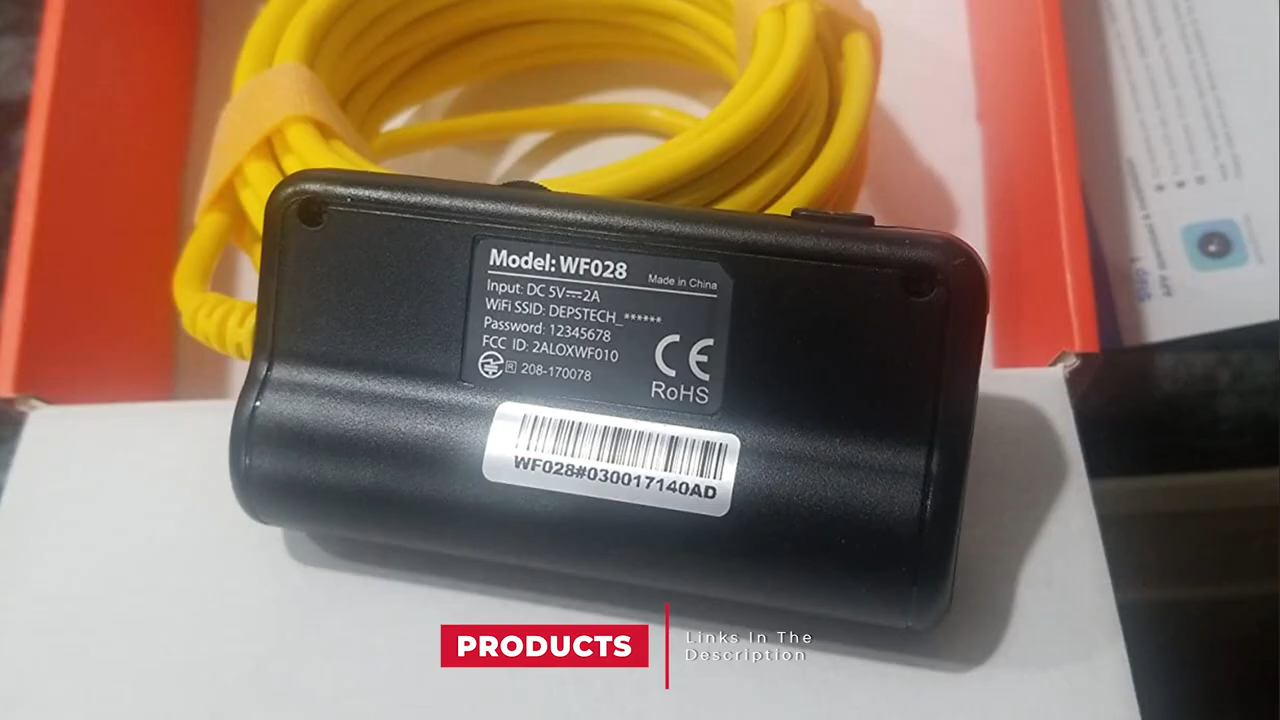 Model: WF028 Made in China
Input: DC 5V⎓2A
WiFi SSID: DEPSTECH_******
Password: 12345678
FCC ID: 2ALOXWF010
R 208-170078
CE
RoHS
WF028#030017140AD
PRODUCTS
Links In The
Description